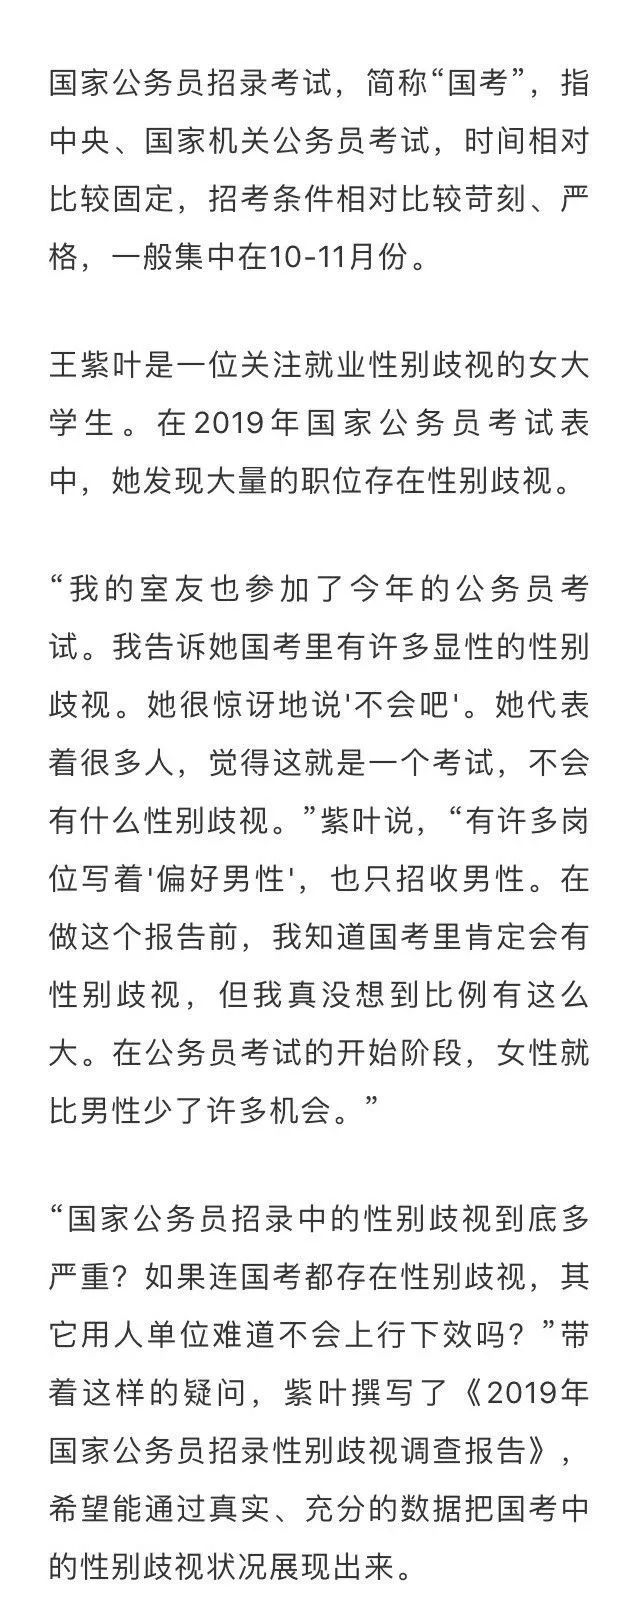 国家公务员招录考试，简称“国考”，指
中央、国家机关公务员考试，时间相对
比较固定，招考条件相对比较苛刻、严
格，一般集中在10-11月份。
王紫叶是一位关注就业性别歧视的女大
学生。在2019年国家公务员考试表
中，她发现大量的职位存在性别歧视。
“我的室友也参加了今年的公务员考
试。我告诉她国考里有许多显性的性别
歧视。她很惊讶地说'不会吧'。她代表
着很多人，觉得这就是一个考试，不会
有什么性别歧视。”紫叶说，“有许多岗
位写着'偏好男性'，也只招收男性。在
做这个报告前，我知道国考里肯定会有
性别歧视，但我真没想到比例有这么
大。在公务员考试的开始阶段，女性就
比男性少了许多机会。”
“国家公务员招录中的性别歧视到底多
严重？如果连国考都存在性别歧视，其
它用人单位难道不会上行下效吗？”带
着这样的疑问，紫叶撰写了《2019年
国家公务员招录性别歧视调查报告》，
希望能通过真实、充分的数据把国考中
的性别歧视状况展现出来。